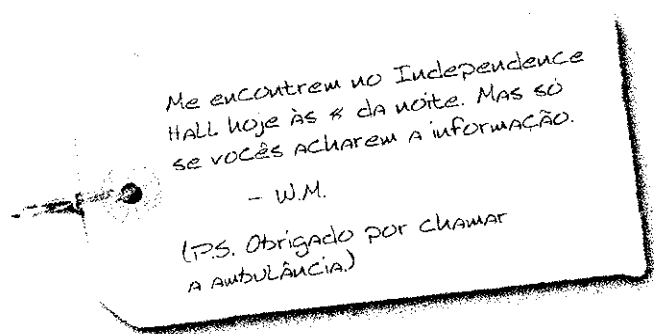 Me encontrem no Independence
Hall hoje às 8 da noite. Mas só
se vocês acharem a informação.
– W.M.
(P.S. Obrigado por chamar
a ambulância.)